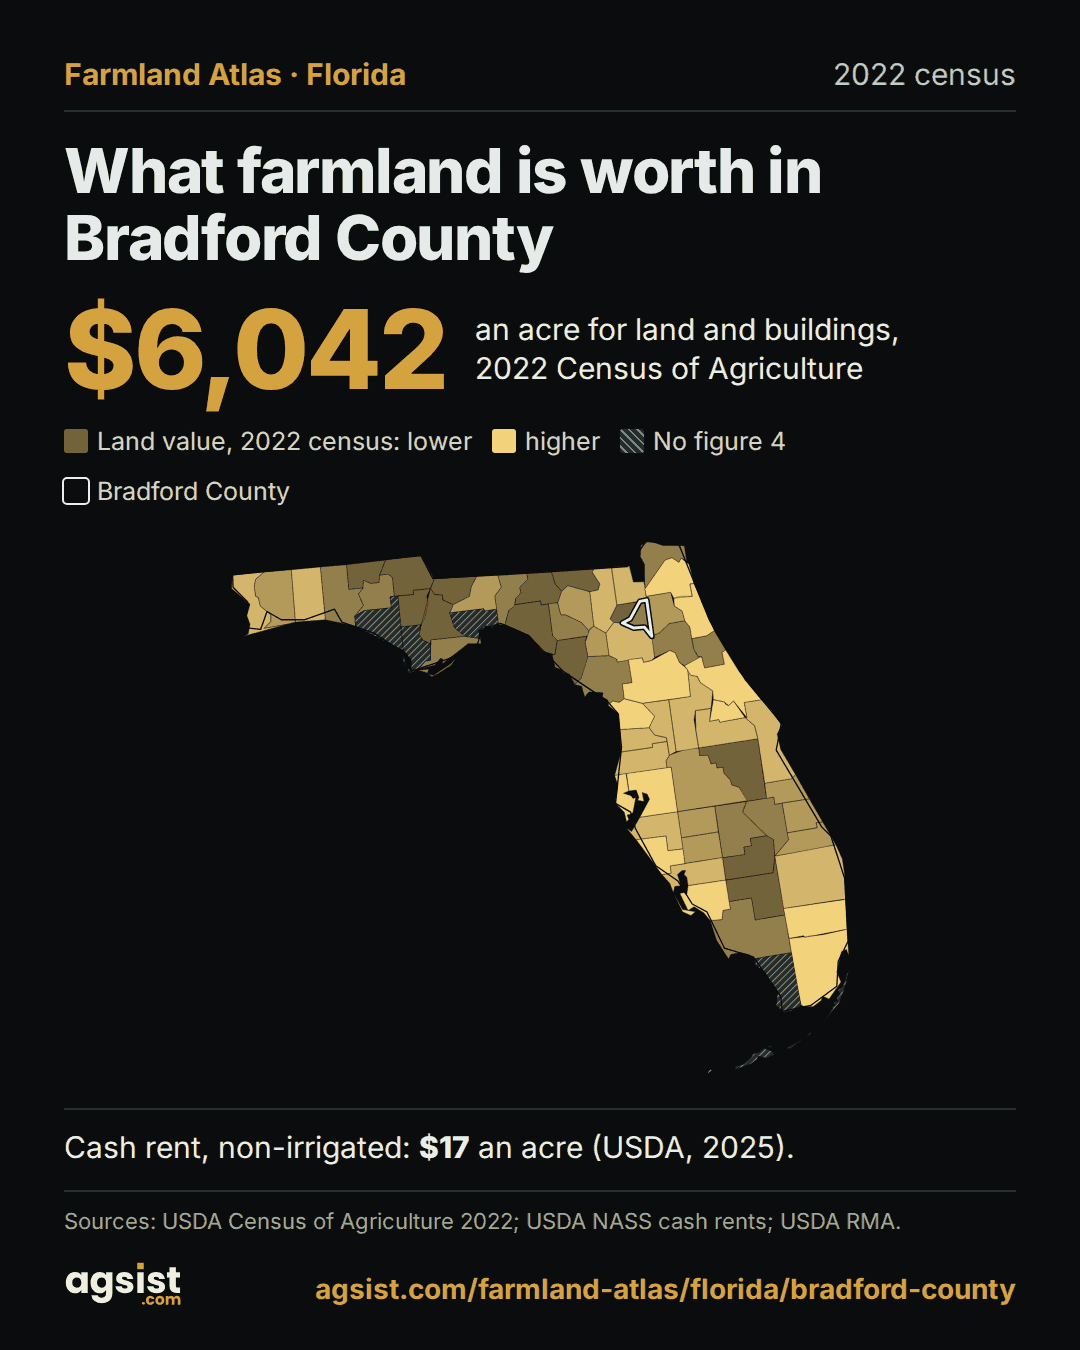 Farmland Atlas · Florida
2022 census
What farmland is worth in
Bradford County
$6,042
an acre for land and buildings,
2022 Census of Agriculture
Land value, 2022 census: lower
higher
No figure 4
Bradford County
Cash rent, non-irrigated: $17 an acre (USDA, 2025).
Sources: USDA Census of Agriculture 2022; USDA NASS cash rents; USDA RMA.
agsist
.com
agsist.com/farmland-atlas/florida/bradford-county